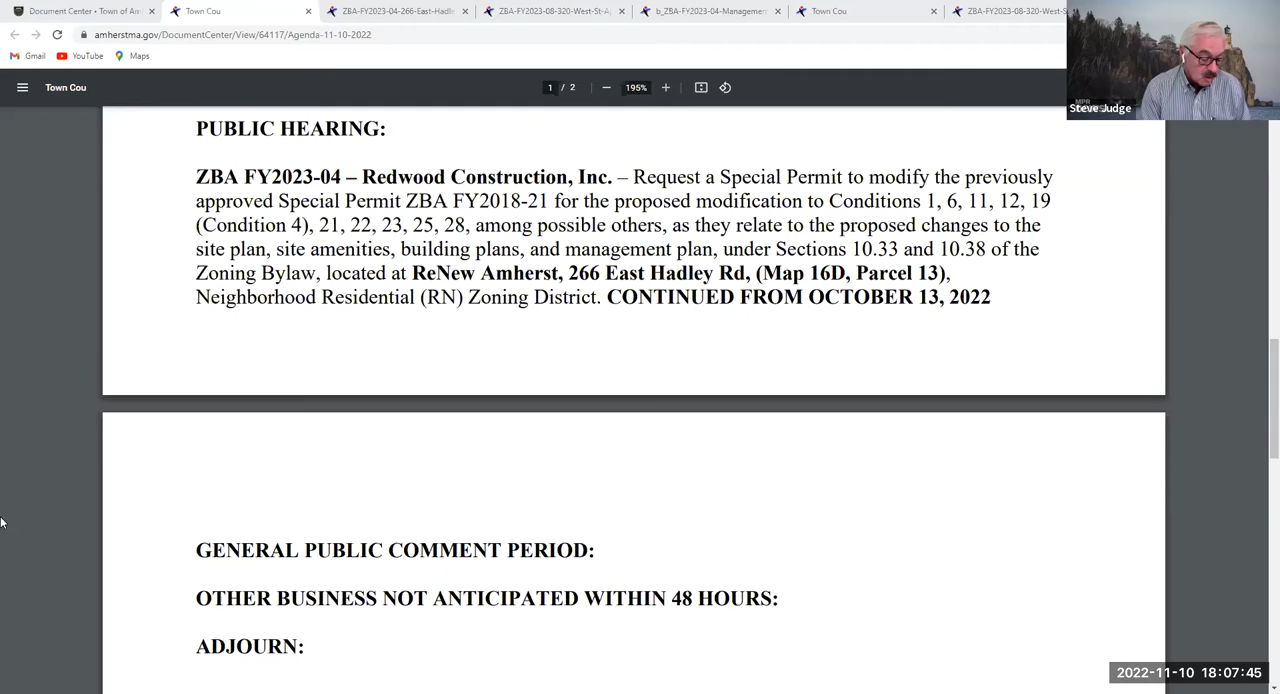 Document Center • Town of Am
Town Cou
ZBA-FY2023-04-266-East-Hadle
ZBA-FY2023-08-320-West-St-A
b_ZBA-FY2023-04-Managemen
Town Cou
ZBA-FY2023-08-320-West-S
amherstma.gov/DocumentCenter/View/64117/Agenda-11-10-2022
Gmail YouTube Maps
Town Cou
1 / 2
195%
MPR
Steve Judge
PUBLIC HEARING:
ZBA FY2023-04 – Redwood Construction, Inc. – Request a Special Permit to modify the previously
approved Special Permit ZBA FY2018-21 for the proposed modification to Conditions 1, 6, 11, 12, 19
(Condition 4), 21, 22, 23, 25, 28, among possible others, as they relate to the proposed changes to the
site plan, site amenities, building plans, and management plan, under Sections 10.33 and 10.38 of the
Zoning Bylaw, located at ReNew Amherst, 266 East Hadley Rd, (Map 16D, Parcel 13),
Neighborhood Residential (RN) Zoning District. CONTINUED FROM OCTOBER 13, 2022
GENERAL PUBLIC COMMENT PERIOD:
OTHER BUSINESS NOT ANTICIPATED WITHIN 48 HOURS:
ADJOURN:
2022-11-10 18:07:45